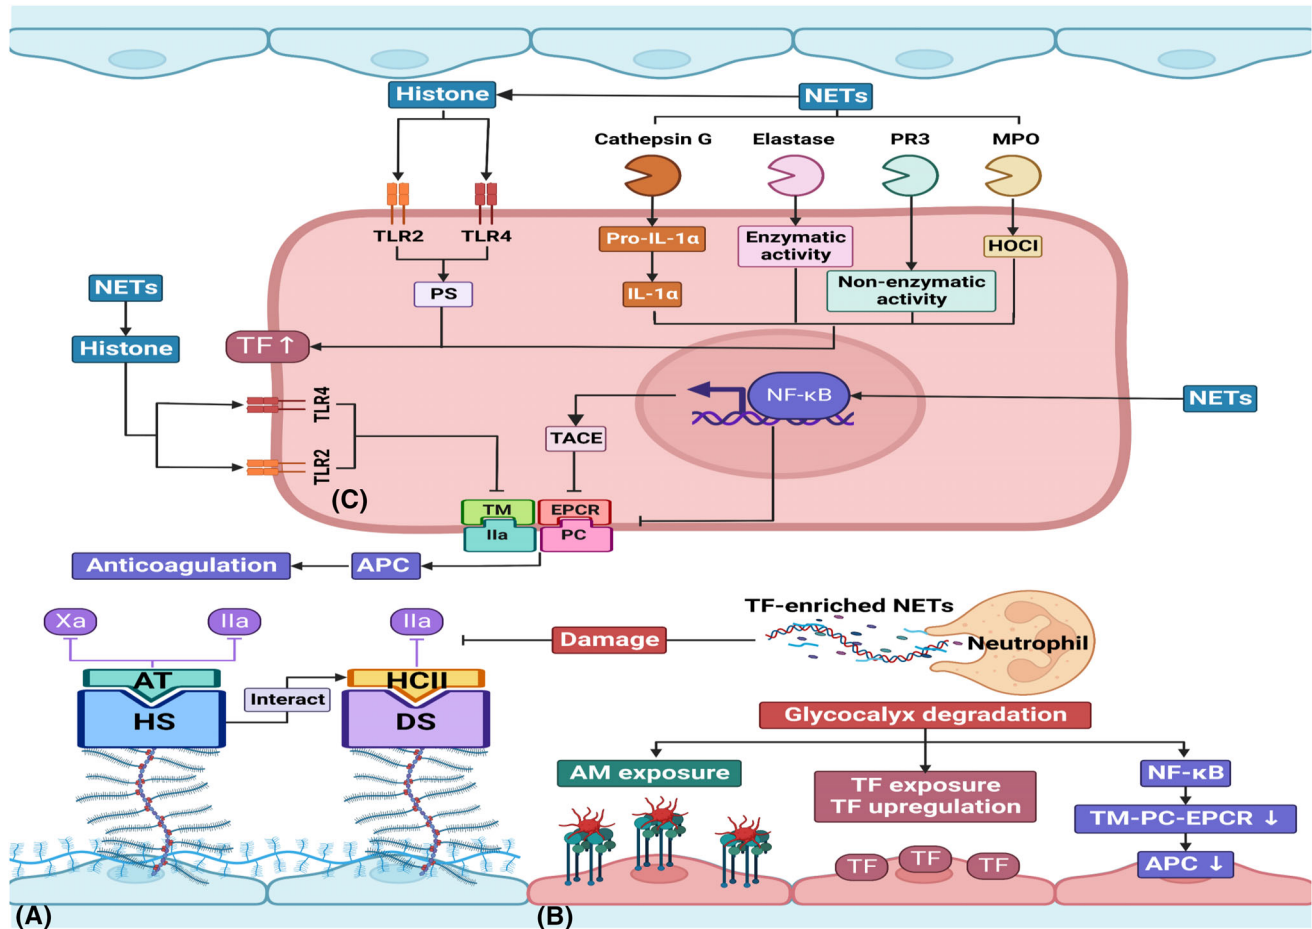 Histone
NETs
Cathepsin G
Elastase
PR3
MPO
TLR2
TLR4
Pro-IL-1α
Enzymatic
activity
HOCI
PS
IL-1α
Non-enzymatic
activity
NETs
Histone
TF↑
TLR4
TLR2
NF-κB
NETs
TACE
(C)
TM
EPCR
IIa
PC
Anticoagulation
APC
Xa
IIa
IIa
AT
HS
Interact
HCII
DS
Damage
TF-enriched NETs
Neutrophil
Glycocalyx degradation
AM exposure
TF exposure
TF upregulation
NF-κB
TM-PC-EPCR ↓
APC ↓
TF
TF
TF
(A)
(B)